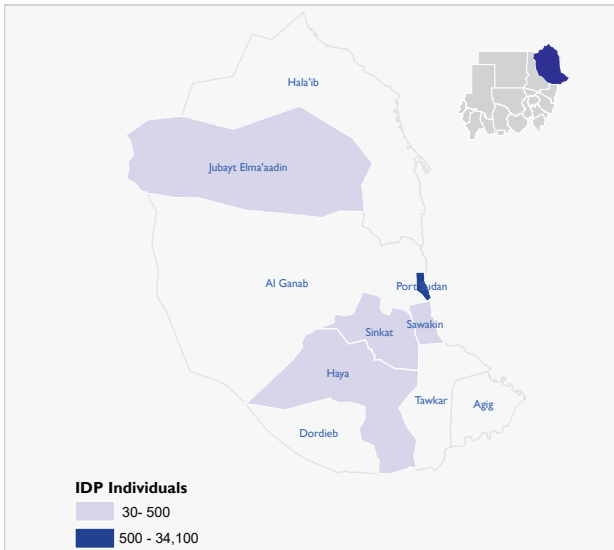 Hala'ib
Jubayt Elma'aadin
Al Ganab
Port Sudan
Sawakin
Sinkat
Haya
Tawkar
Agig
Dordieb
IDP Individuals
30- 500
500 - 34,100